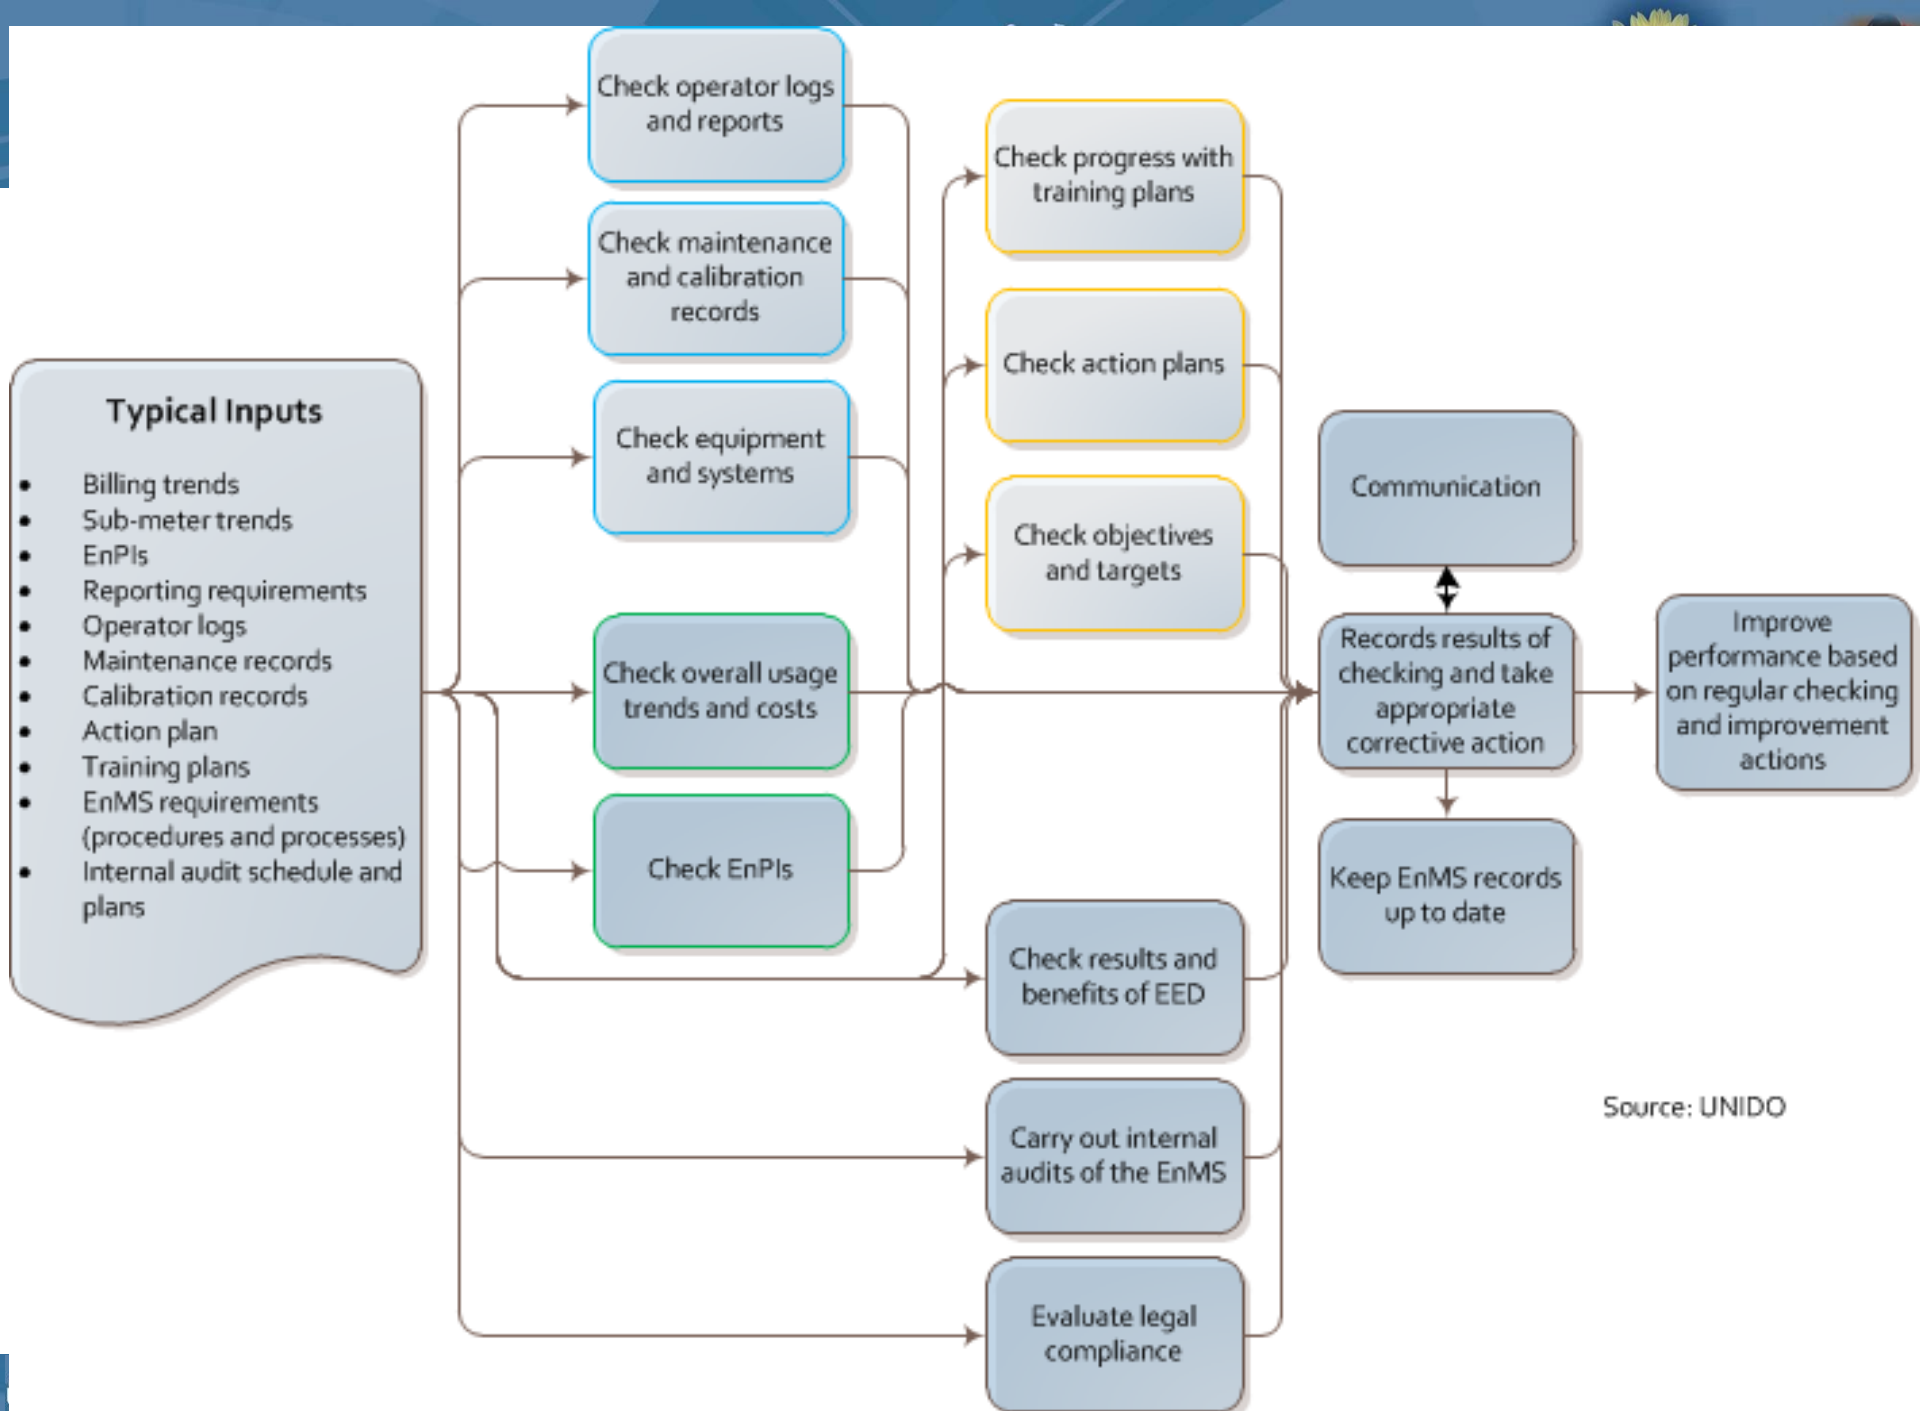 Typical Inputs
Billing trends
Sub-meter trends
EnPIs
Reporting requirements
Operator logs
Maintenance records
Calibration records
Action plan
Training plans
EnMS requirements
(procedures and processes)
Internal audit schedule and
plans
Check operator logs
and reports
Check maintenance
and calibration
records
Check equipment
and systems
Check overall usage
trends and costs
Check EnPIs
Check progress with
training plans
Check action plans
Check objectives
and targets
Check results and
benefits of EED
Carry out internal
audits of the EnMS
Evaluate legal
compliance
Communication
Records results of
checking and take
appropriate
corrective action
Keep EnMS records
up to date
Improve
performance based
on regular checking
and improvement
actions
Source: UNIDO